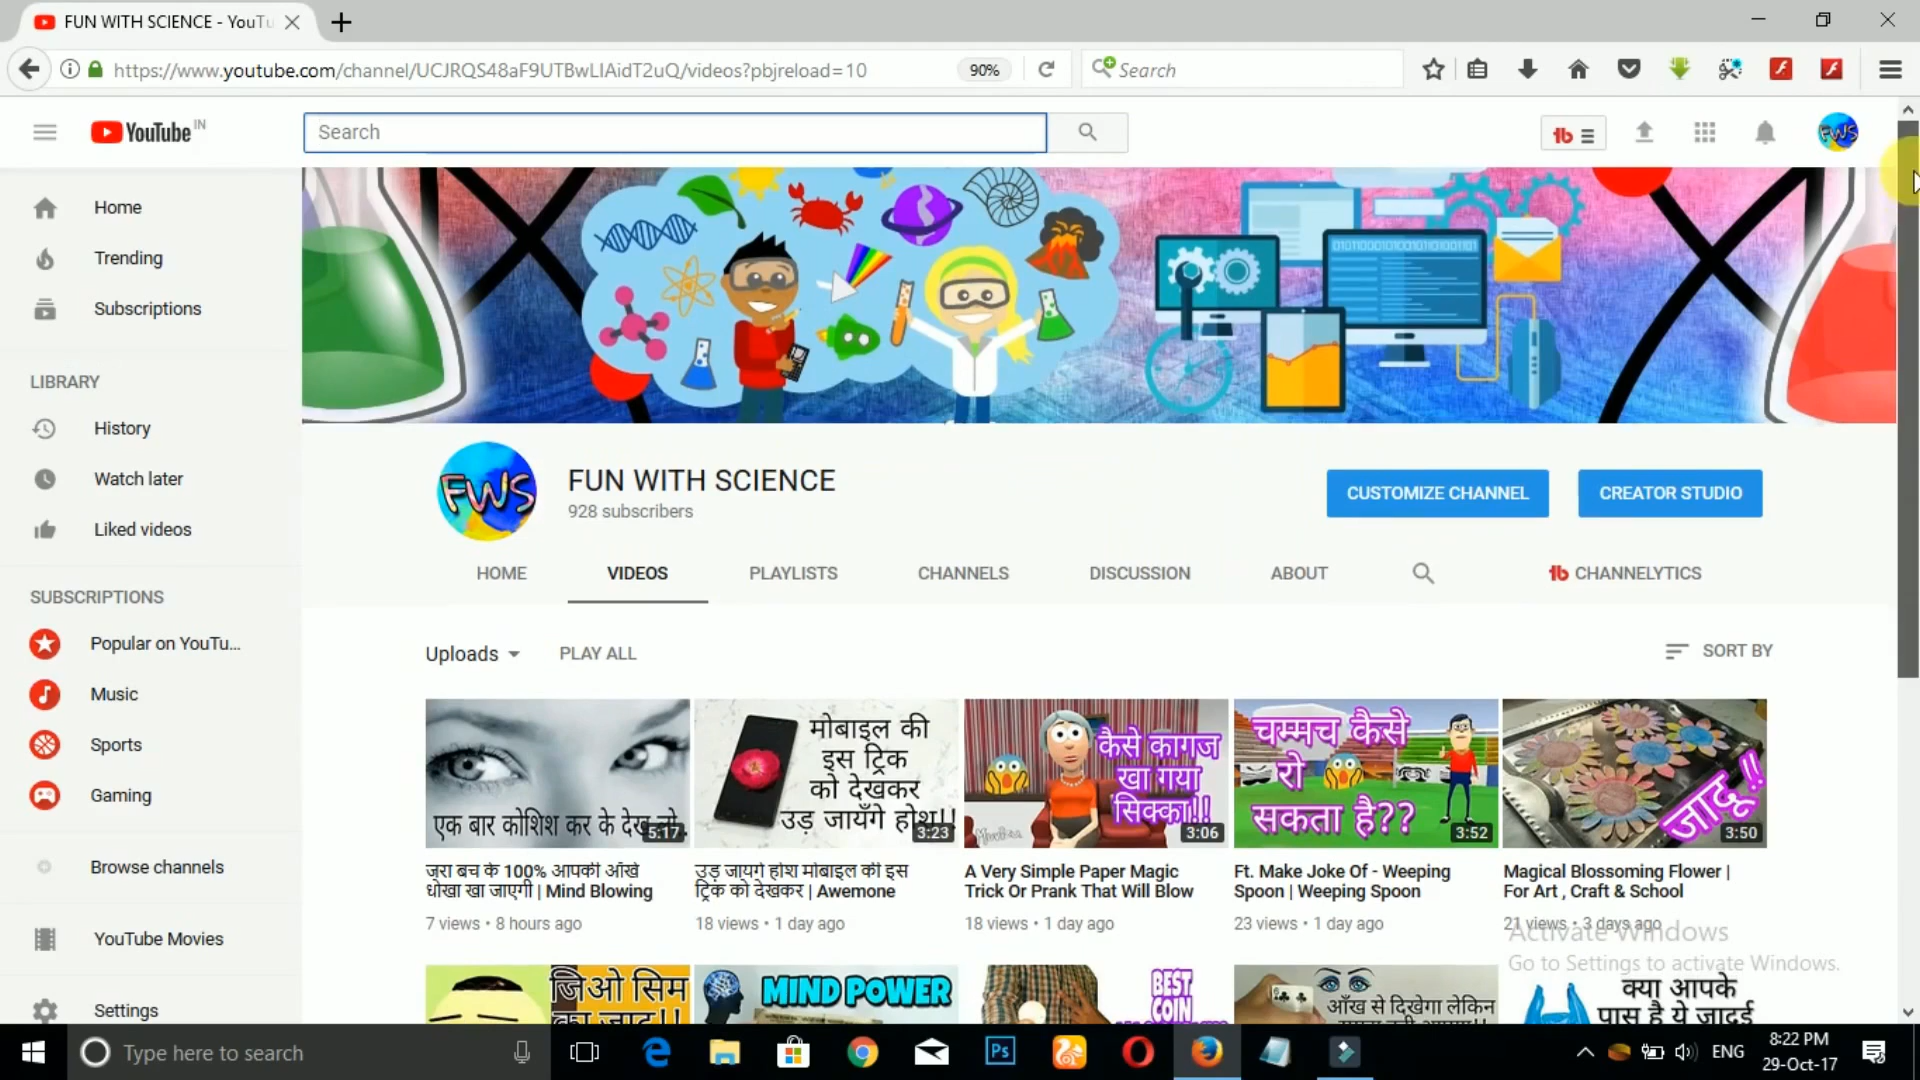 FUN WITH SCIENCE - YouTu
https://www.youtube.com/channel/UCJRQS48aF9UTBwLIAidT2uQ/videos?pbjreload=10
90%
Search
YouTube IN
Search
FWS
Home
Trending
Subscriptions
LIBRARY
History
Watch later
Liked videos
SUBSCRIPTIONS
Popular on YouTu...
Music
Sports
Gaming
Browse channels
YouTube Movies
Settings
FWS
FUN WITH SCIENCE
928 subscribers
CUSTOMIZE CHANNEL
CREATOR STUDIO
HOME
VIDEOS
PLAYLISTS
CHANNELS
DISCUSSION
ABOUT
CHANNELYTICS
Uploads
PLAY ALL
SORT BY
एक बार कोशिश कर के देख लो.
5:17
मोबाइल की
इस ट्रिक
को देखकर
उड़ जायँगे होश!!
3:23
कैसे कागज
खा गया
सिक्का!!
3:06
चम्मच कैसे
रो
सकता है??
3:52
जादू!!
3:50
जरा बच के 100% आपकी आँखे
धोखा खा जाएगी | Mind Blowing
7 views • 8 hours ago
उड़ जायगे होश मोबाइल की इस
ट्रिक को देखकर | Awemone
18 views • 1 day ago
A Very Simple Paper Magic
Trick Or Prank That Will Blow
18 views • 1 day ago
Ft. Make Joke Of - Weeping
Spoon | Weeping Spoon
23 views • 1 day ago
Magical Blossoming Flower |
For Art , Craft & School
21 views • 3 days ago
Activate Windows
Go to Settings to activate Windows.
जिओ सिम
का जादू!!
MIND POWER
BEST
COIN
आँख से दिखेगा लेकिन
क्या आपके
पास है ये जादुई
Type here to search
Ps
ENG
8:22 PM
29-Oct-17